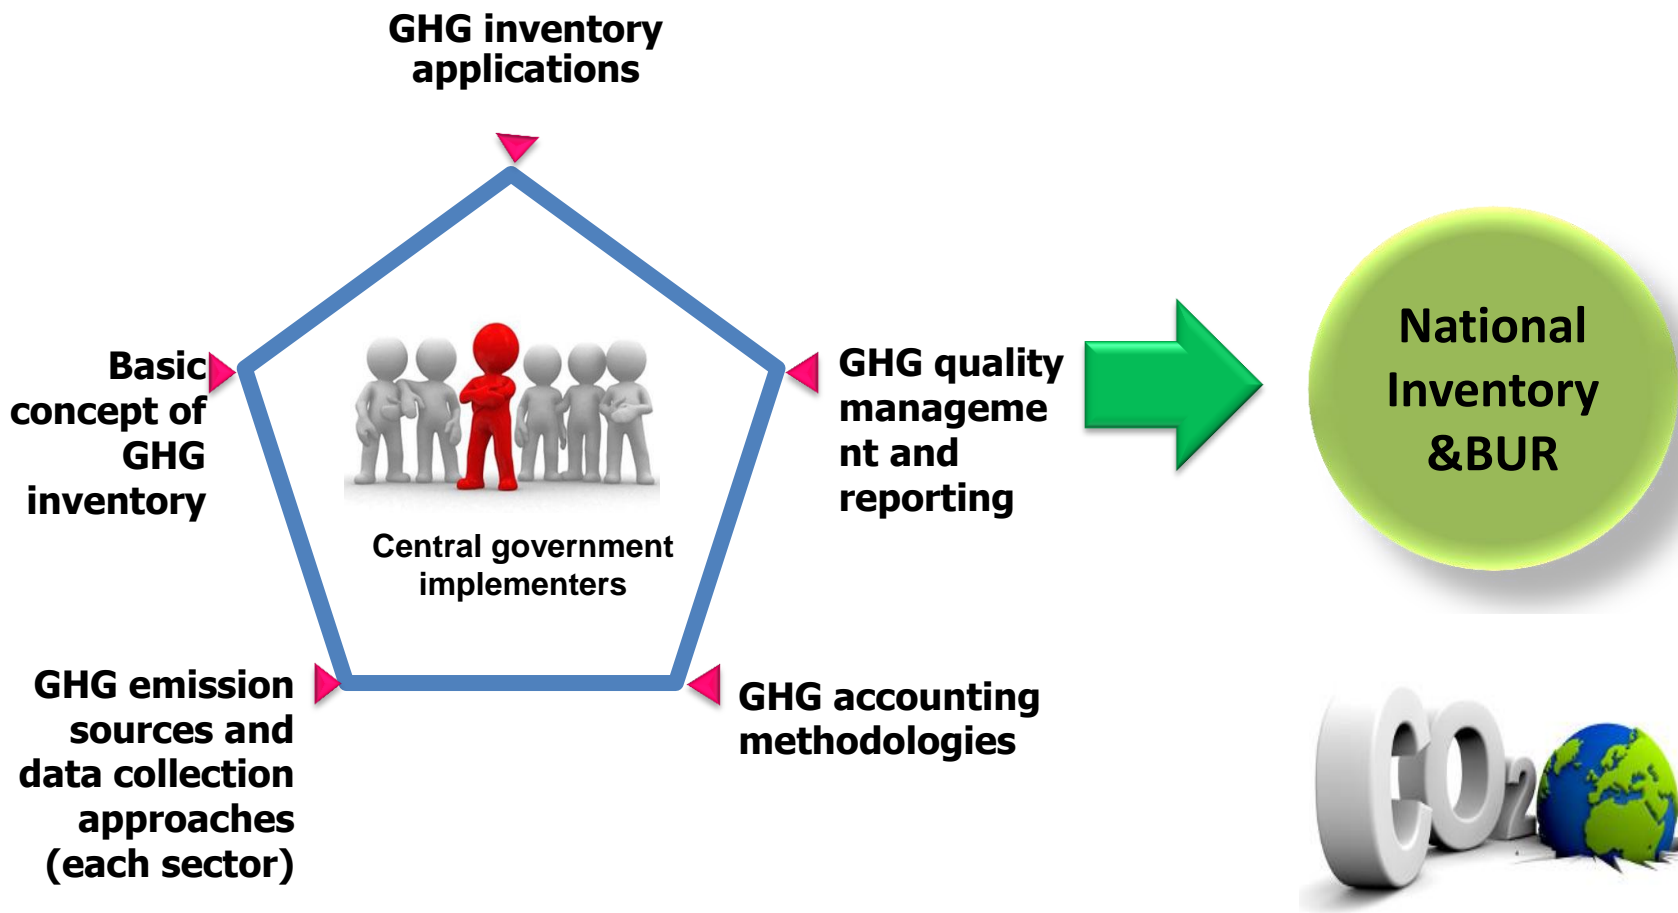 GHG inventory
applications
Basic
concept of
GHG
inventory
GHG quality
manageme
nt and
reporting
National
Inventory
&BUR
Central government
implementers
GHG emission
sources and
data collection
approaches
(each sector)
GHG accounting
methodologies
CO2